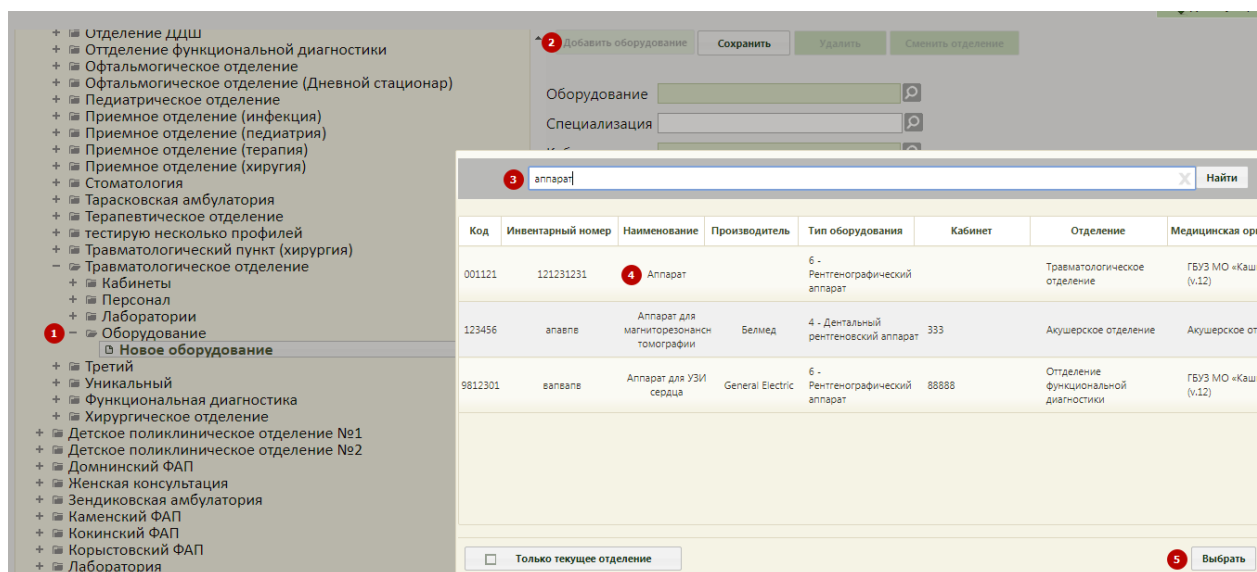 Отделение ДДШ
Оттделение функциональной диагностики
Офтальмогическое отделение
Офтальмогическое отделение (Дневной стационар)
Педиатрическое отделение
Приемное отделение (инфекция)
Приемное отделение (педиатрия)
Приемное отделение (терапия)
Приемное отделение (хиругия)
Стоматология
Тарасковская амбулатория
Терапевтическое отделение
тестирую несколько профилей
Травматологический пункт (хирургия)
Травматологическое отделение
Кабинеты
Персонал
Лаборатории
1 Оборудование
Новое оборудование
Третий
Уникальный
Функциональная диагностика
Хирургическое отделение
Детское поликлиническое отделение №1
Детское поликлиническое отделение №2
Домнинский ФАП
Женская консультация
Зендиковская амбулатория
Каменский ФАП
Кокинский ФАП
Корыстовский ФАП
Лаборатория
2 Добавить оборудование Сохранить Удалить Сменить отделение
Оборудование
Специализация
3 аппарат X Найти
Код Инвентарный номер Наименование Производитель Тип оборудования Кабинет Отделение Медицинская орг
001121 121231231 4 Аппарат 6 - Рентгенографический аппарат Травматологическое отделение ГБУЗ МО «Каши (v.12)
123456 апавпв Аппарат для магниторезонансн томографии Белмед 4 - Дентальный рентгеновский аппарат 333 Акушерское отделение Акушерское от
9812301 вапвапв Аппарат для УЗИ сердца General Electric 6 - Рентгенографический аппарат 88888 Оттделение функциональной диагностики ГБУЗ МО «Каши (v.12)
Только текущее отделение 5 Выбрать